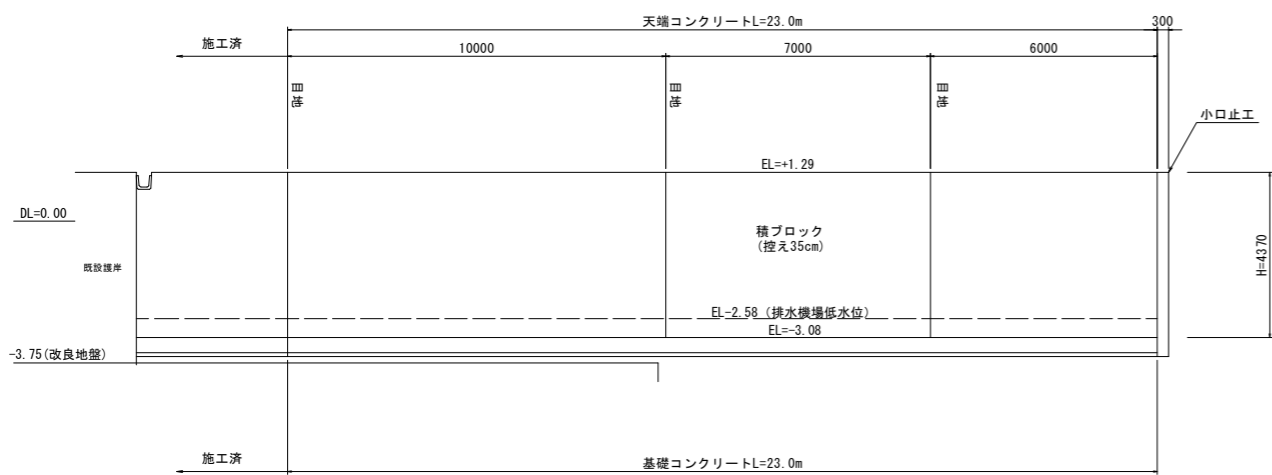 天端コンクリートL=23.0m
300
施工済
10000
7000
6000
目地
目地
目地
小口止工
EL=+1.29
DL=0.00
積ブロック
(控え35cm)
H=4370
既設護岸
EL-2.58 (排水機場低水位)
EL=-3.08
-3.75(改良地盤)
施工済
基礎コンクリートL=23.0m